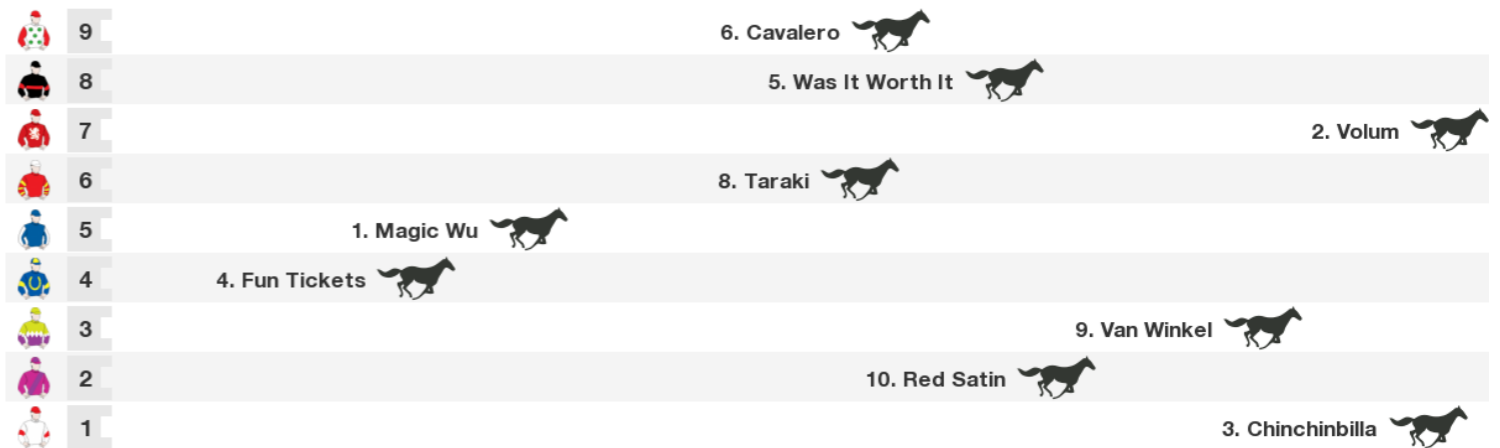 9 6. Cavalero
8 5. Was It Worth It
7 2. Volum
6 8. Taraki
5 1. Magic Wu
4 4. Fun Tickets
3 9. Van Winkel
2 10. Red Satin
1 3. Chinchinbilla